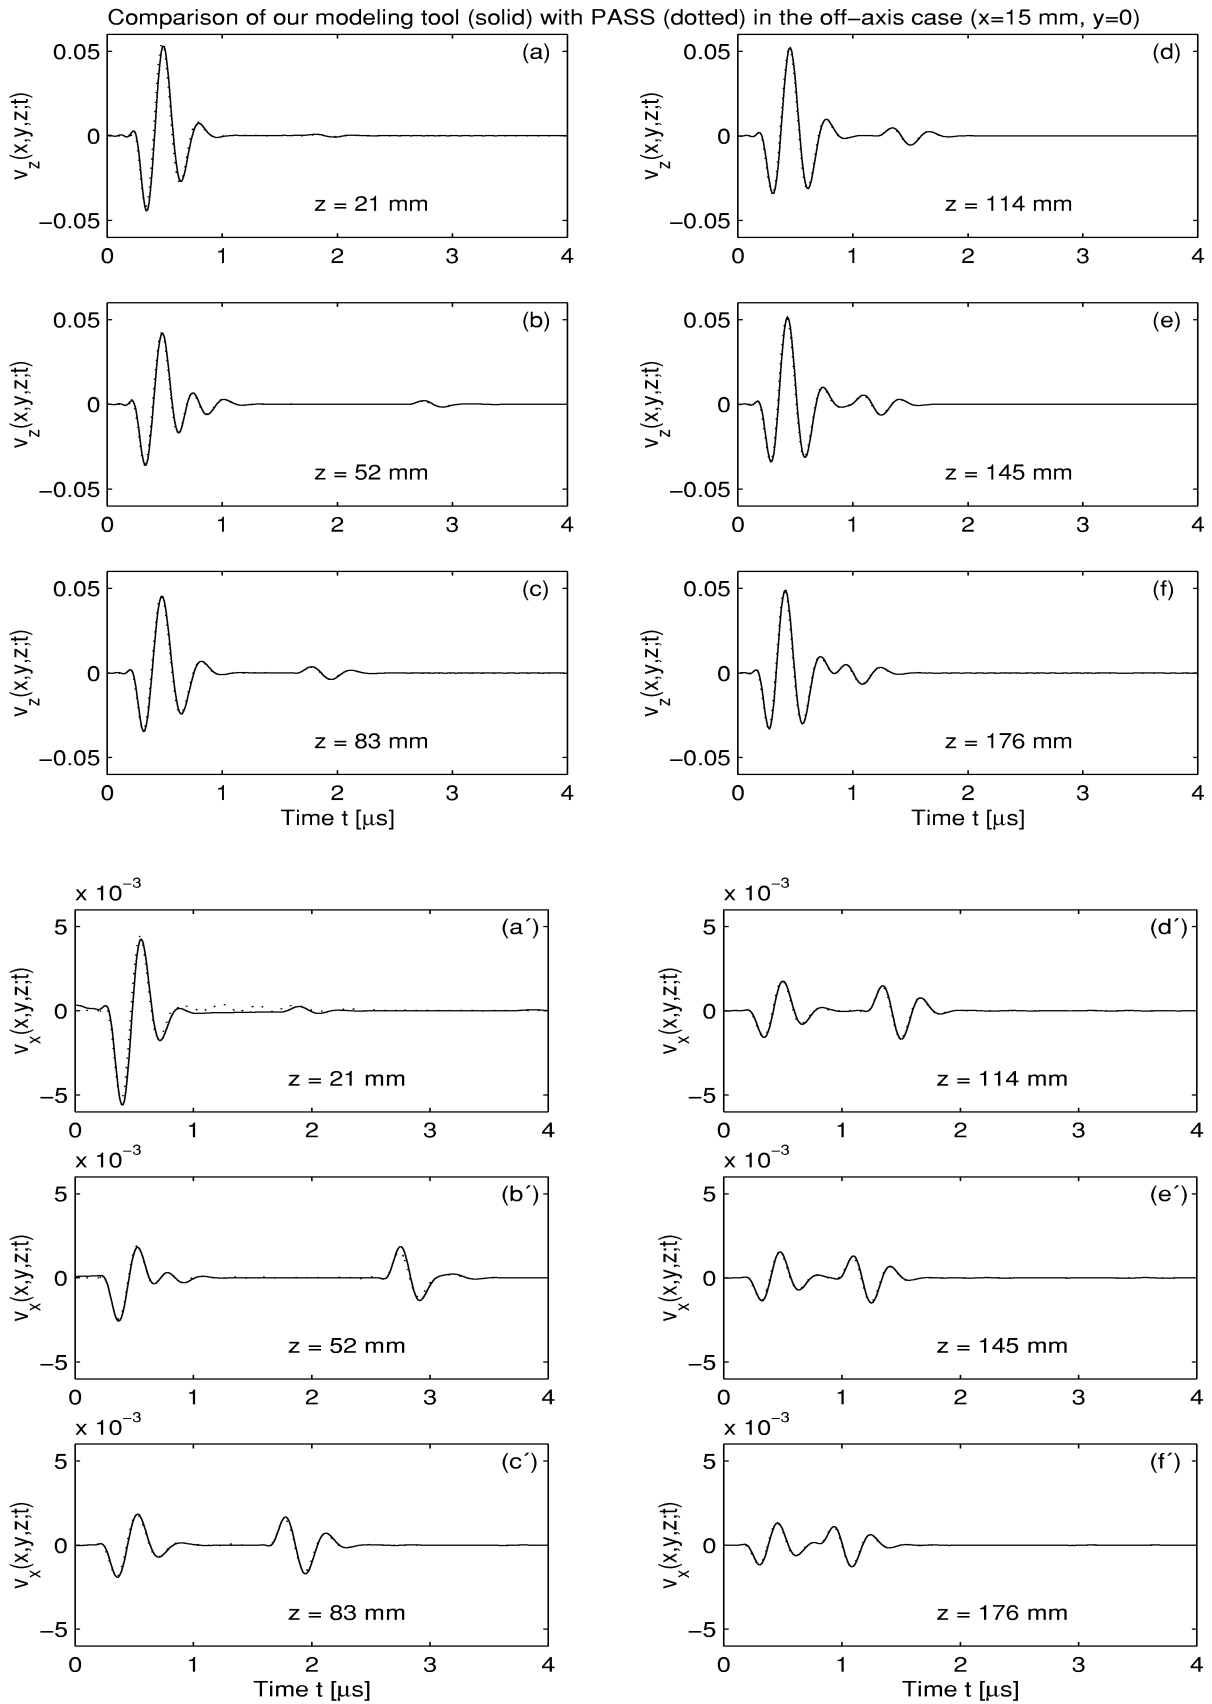 Comparison of our modeling tool (solid) with PASS (dotted) in the off−axis case (x=15 mm, y=0)
0.05
0
−0.05
v_z(x,y,z;t)
(a)
z = 21 mm
0 1 2 3 4
0.05
0
−0.05
v_z(x,y,z;t)
(d)
z = 114 mm
0 1 2 3 4
0.05
0
−0.05
v_z(x,y,z;t)
(b)
z = 52 mm
0 1 2 3 4
0.05
0
−0.05
v_z(x,y,z;t)
(e)
z = 145 mm
0 1 2 3 4
0.05
0
−0.05
v_z(x,y,z;t)
(c)
z = 83 mm
0 1 2 3 4
Time t [μs]
0.05
0
−0.05
v_z(x,y,z;t)
(f)
z = 176 mm
0 1 2 3 4
Time t [μs]
x 10^−3
5
0
−5
v_x(x,y,z;t)
(a´)
z = 21 mm
0 1 2 3 4
x 10^−3
5
0
−5
v_x(x,y,z;t)
(d´)
z = 114 mm
0 1 2 3 4
x 10^−3
5
0
−5
v_x(x,y,z;t)
(b´)
z = 52 mm
0 1 2 3 4
x 10^−3
5
0
−5
v_x(x,y,z;t)
(e´)
z = 145 mm
0 1 2 3 4
x 10^−3
5
0
−5
v_x(x,y,z;t)
(c´)
z = 83 mm
0 1 2 3 4
Time t [μs]
x 10^−3
5
0
−5
v_x(x,y,z;t)
(f´)
z = 176 mm
0 1 2 3 4
Time t [μs]